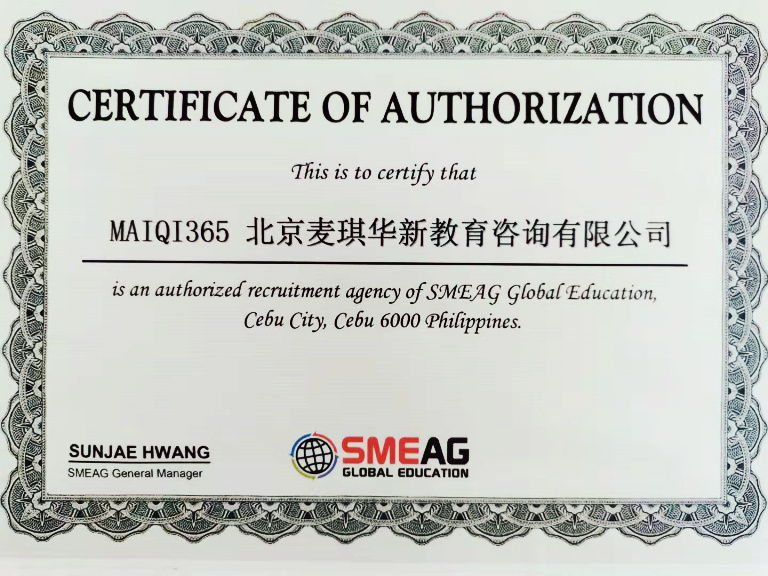 CERTIFICATE OF AUTHORIZATION
This is to certify that
MAIQI365 北京麦琪华新教育咨询有限公司
is an authorized recruitment agency of SMEAG Global Education,
Cebu City, Cebu 6000 Philippines.
SUNJAE HWANG
SMEAG General Manager
SMEAG
GLOBAL EDUCATION